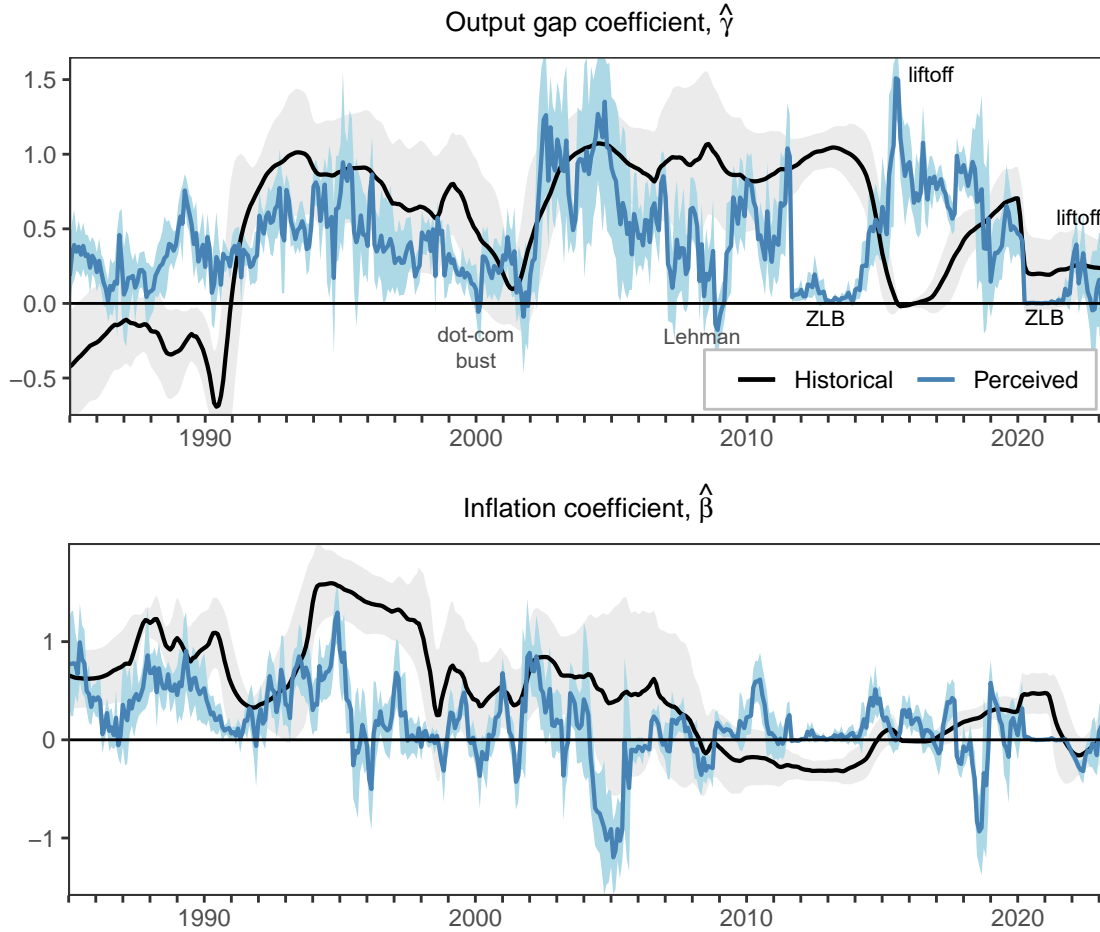 Output gap coefficient, γ̂
1.5
1.0
0.5
0.0
−0.5
liftoff
liftoff
dot-com
bust
Lehman
ZLB
ZLB
Historical
Perceived
1990
2000
2010
2020
Inflation coefficient, β̂
1
0
−1
1990
2000
2010
2020